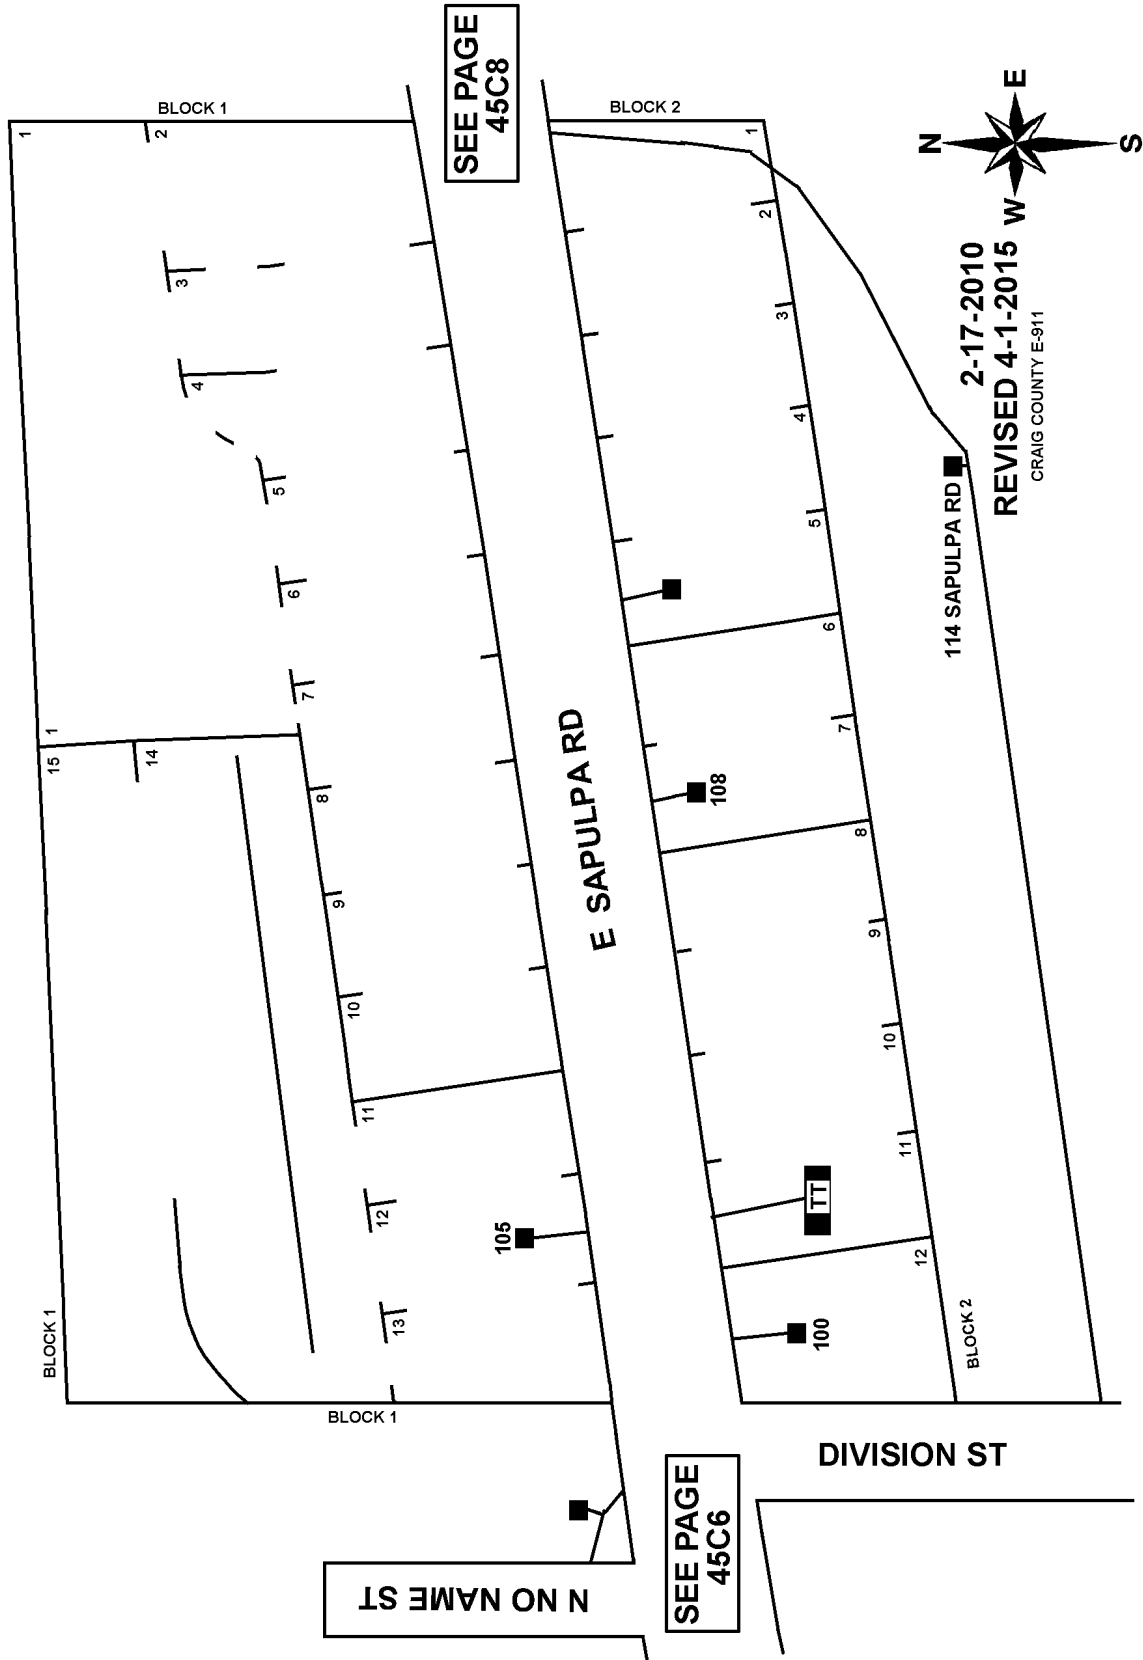 SEE PAGE
45C8
BLOCK 1
1
2
3
4
5
6
7
1
15
14
8
9
10
11
12
13
BLOCK 1
BLOCK 1
105
E SAPULPA RD
BLOCK 2
1
2
3
4
5
6
7
8
9
10
11
12
BLOCK 2
108
TT
100
114 SAPULPA RD
N
E
S
W
2-17-2010
REVISED 4-1-2015
CRAIG COUNTY E-911
DIVISION ST
SEE PAGE
45C6
N NO NAME ST